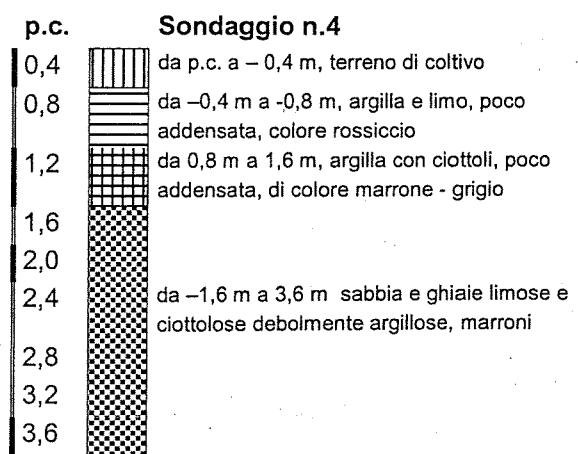 p.c. Sondaggio n.4
0,4 da p.c. a – 0,4 m, terreno di coltivo
0,8 da –0,4 m a -0,8 m, argilla e limo, poco
addensata, colore rossiccio
1,2 da 0,8 m a 1,6 m, argilla con ciottoli, poco
addensata, di colore marrone - grigio
1,6
2,0
2,4 da –1,6 m a 3,6 m sabbia e ghiaie limose e
ciottolose debolmente argillose, marroni
2,8
3,2
3,6